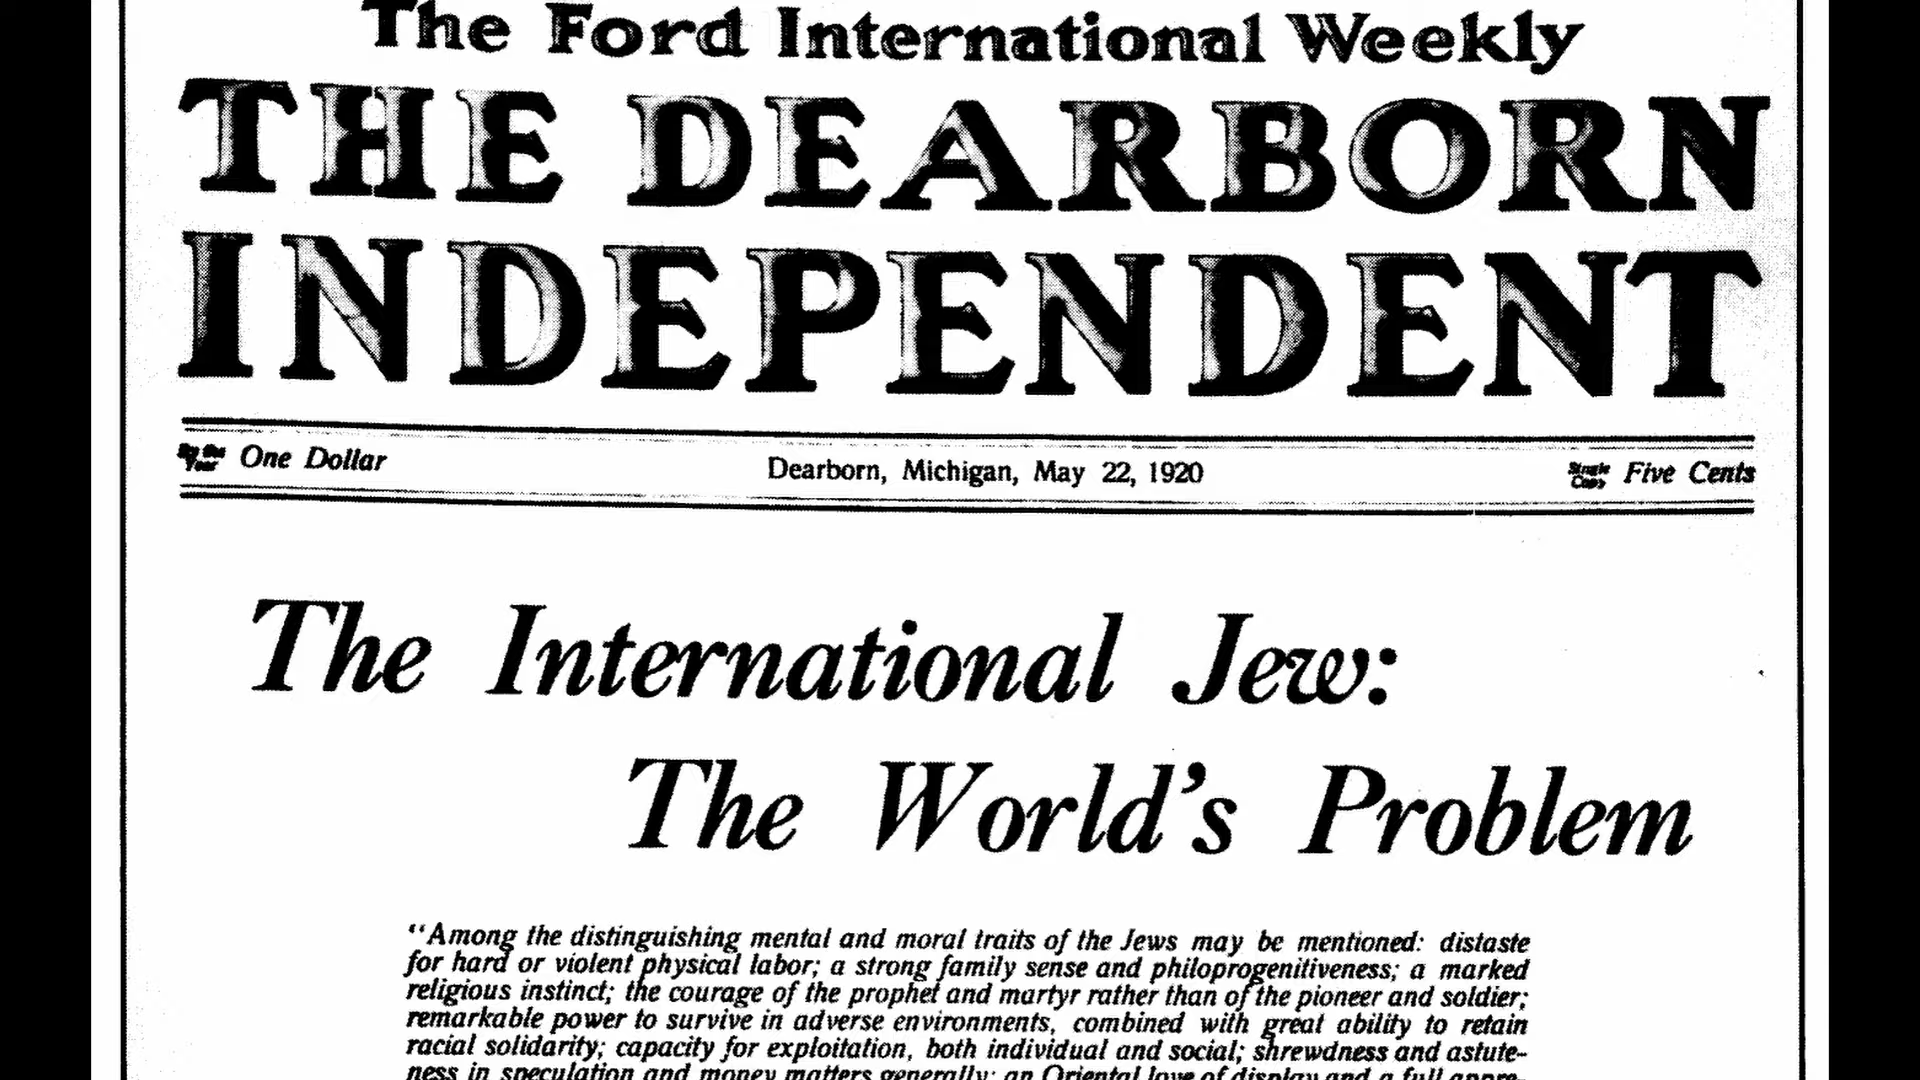 The Ford International Weekly
THE DEARBORN
INDEPENDENT
By the Year One Dollar
Dearborn, Michigan, May 22, 1920
Single Copy Five Cents
The International Jew:
The World's Problem
"Among the distinguishing mental and moral traits of the Jews may be mentioned: distaste
for hard or violent physical labor; a strong family sense and philoprogenitiveness; a marked
religious instinct; the courage of the prophet and martyr rather than of the pioneer and soldier;
remarkable power to survive in adverse environments, combined with great ability to retain
racial solidarity; capacity for exploitation, both individual and social; shrewdness and astute-
ness in speculation and money matters generally; an Oriental love of display and a full appre-